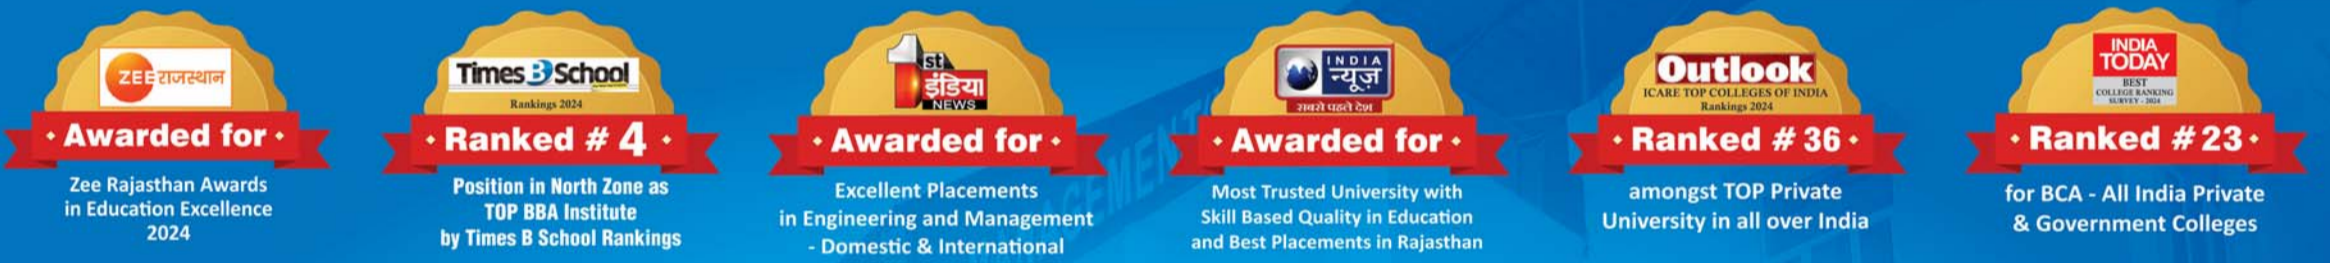 ZEE राजस्थान
Awarded for
Zee Rajasthan Awards
in Education Excellence
2024
Times B School
Rankings 2024
Ranked # 4
Position in North Zone as
TOP BBA Institute
by Times B School Rankings
1st
इंडिया
NEWS
Awarded for
Excellent Placements
in Engineering and Management
- Domestic & International
INDIA
न्यूज़
सबसे पहले देश
Awarded for
Most Trusted University with
Skill Based Quality in Education
and Best Placements in Rajasthan
Outlook
ICARE TOP COLLEGES OF INDIA
Rankings 2024
Ranked # 36
amongst TOP Private
University in all over India
INDIA
TODAY
BEST
COLLEGE RANKING
SURVEY - 2024
Ranked # 23
for BCA - All India Private
& Government Colleges